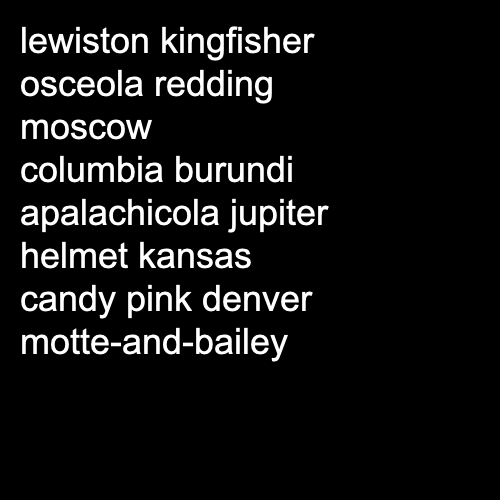 lewiston kingfisher
osceola redding
moscow
columbia burundi
apalachicola jupiter
helmet kansas
candy pink denver
motte-and-bailey